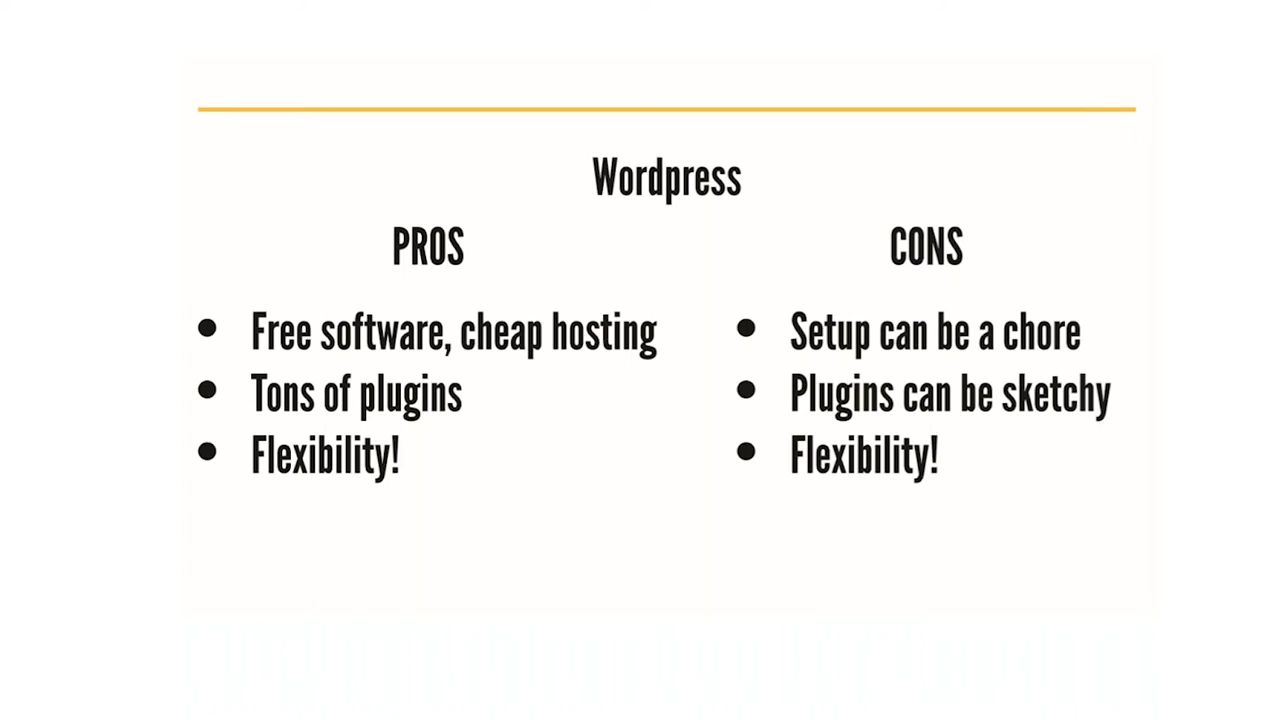 Wordpress
PROS
Free software, cheap hosting
Tons of plugins
Flexibility!
CONS
Setup can be a chore
Plugins can be sketchy
Flexibility!